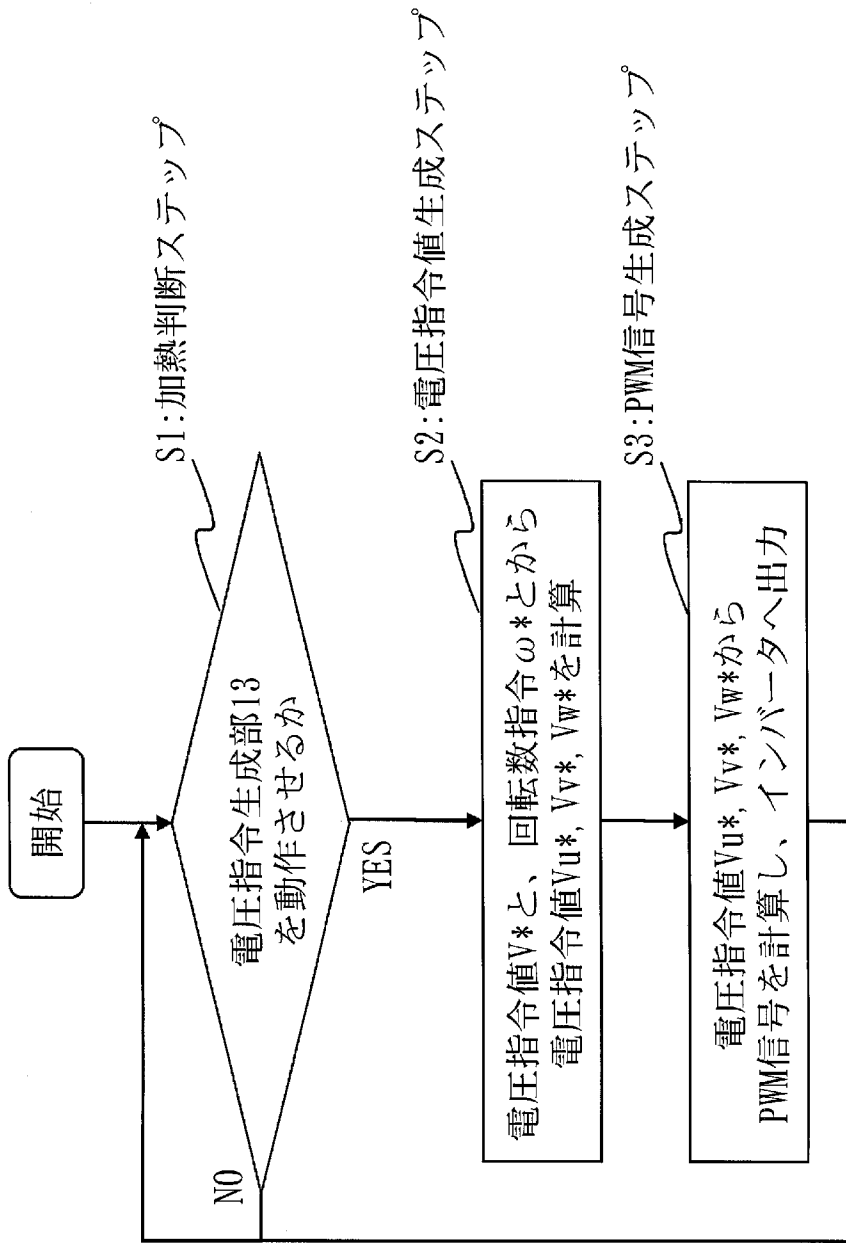 開始
S1:加熱判断ステップ
電圧指令生成部13
を動作させるか
NO
YES
S2:電圧指令値生成ステップ
電圧指令値V*と、回転数指令ω*とから
電圧指令値Vu*, Vv*, Vw*を計算
S3:PWM信号生成ステップ
電圧指令値Vu*, Vv*, Vw*から
PWM信号を計算し、インバータへ出力